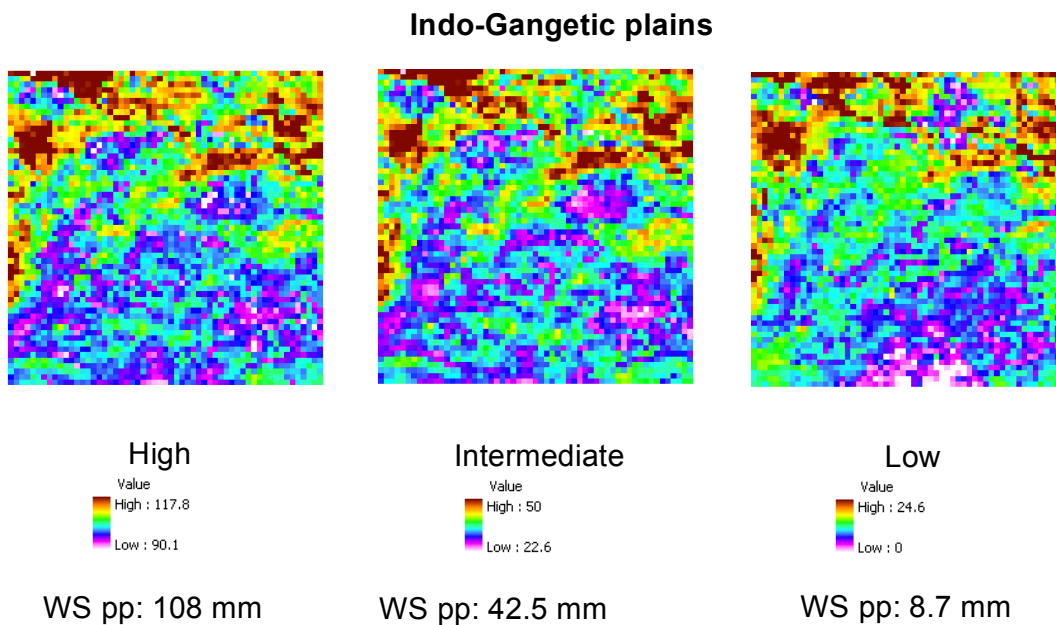 Indo-Gangetic plains
High
Intermediate
Low
Value
High : 117.8
Low : 90.1
Value
High : 50
Low : 22.6
Value
High : 24.6
Low : 0
WS pp: 108 mm
WS pp: 42.5 mm
WS pp: 8.7 mm